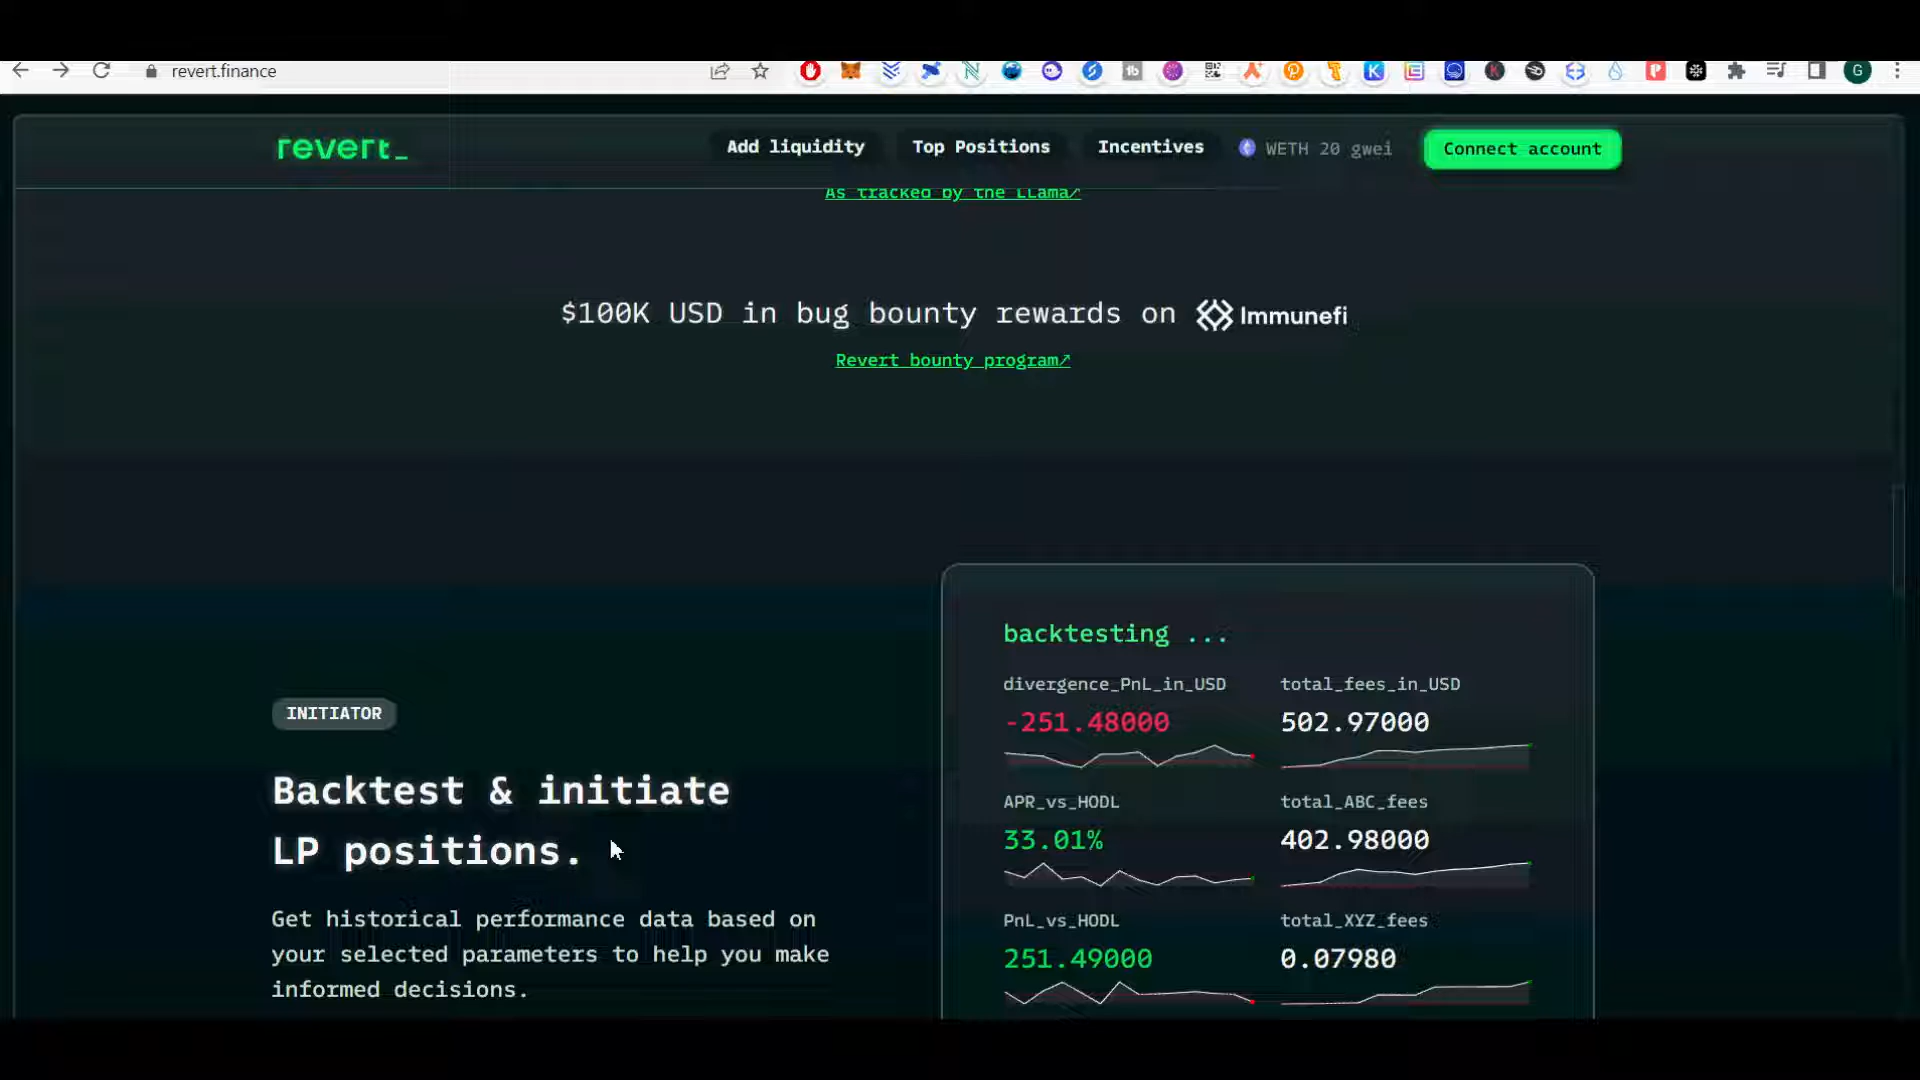 revert.finance
G
revert_
Add liquidity
Top Positions
Incentives
WETH 20 gwei
Connect account
As tracked by the LLama↗
$100K USD in bug bounty rewards on Immunefi
Revert bounty program↗
backtesting ...
divergence_PnL_in_USD
total_fees_in_USD
-251.48000
502.97000
INITIATOR
Backtest & initiate
LP positions.
APR_vs_HODL
total_ABC_fees
33.01%
402.98000
Get historical performance data based on
your selected parameters to help you make
informed decisions.
PnL_vs_HODL
total_XYZ_fees
251.49000
0.07980